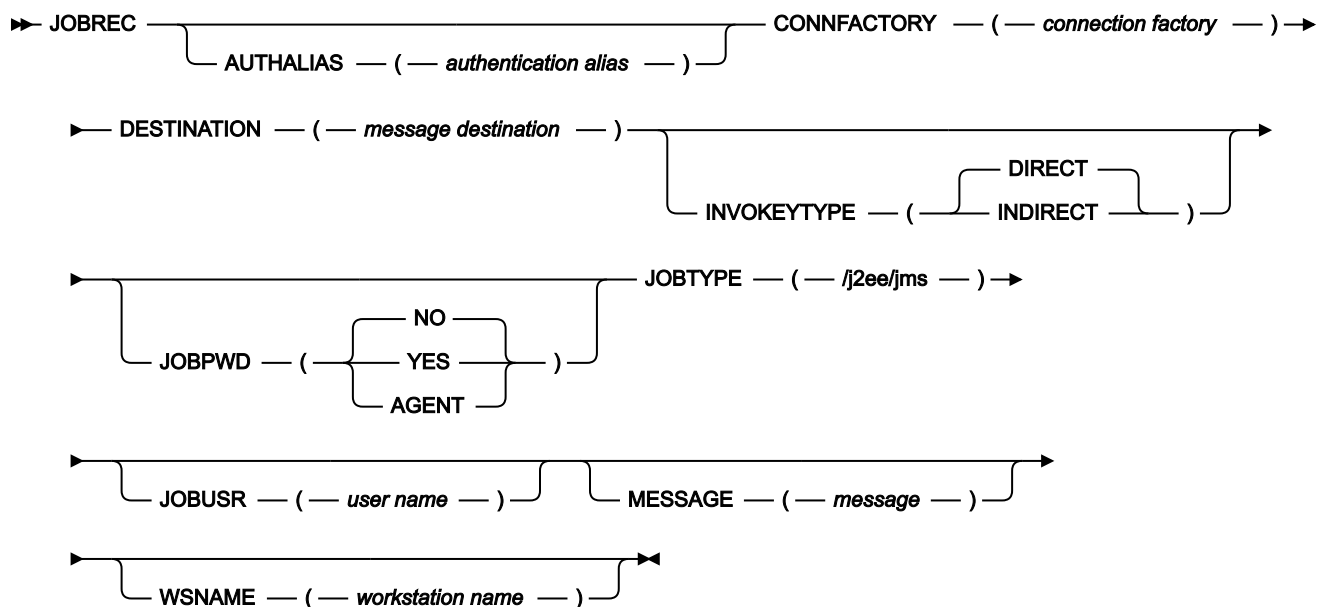 JOBREC AUTHALIAS ( authentication alias ) CONNFACTORY ( connection factory )
DESTINATION ( message destination ) INVOKEYTYPE ( DIRECT INDIRECT )
JOBPWD ( NO YES AGENT ) JOBTYPE ( /j2ee/jms )
JOBUSR ( user name ) MESSAGE ( message )
WSNAME ( workstation name )